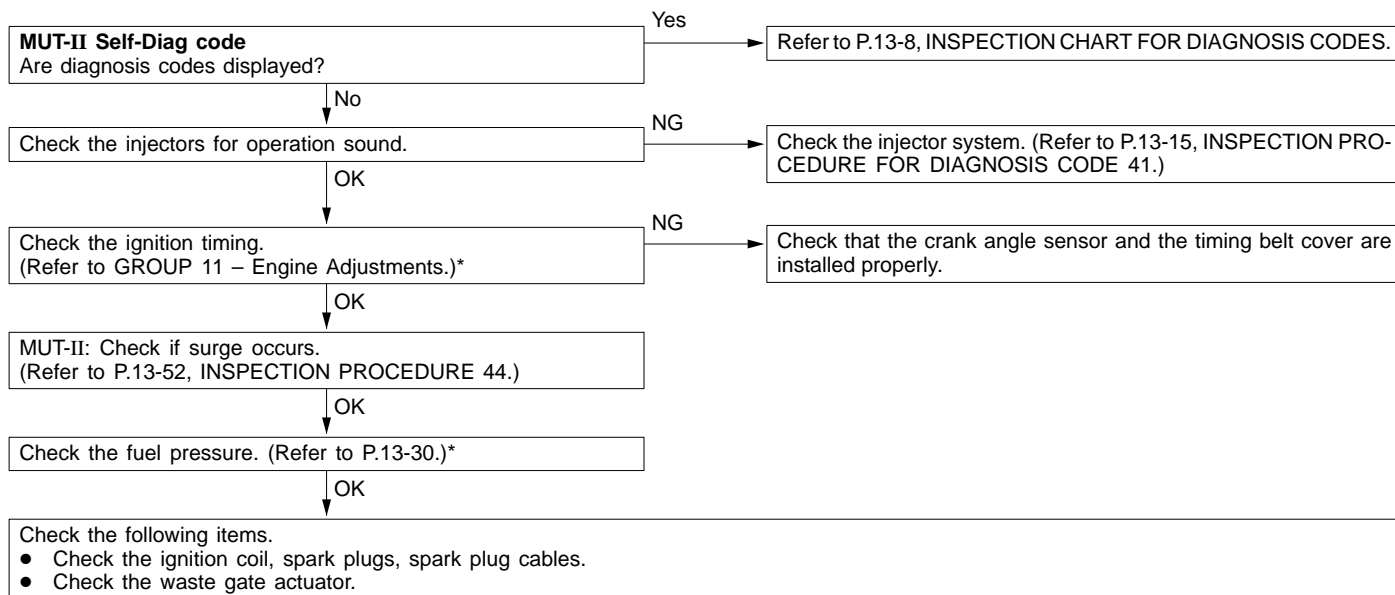 MUT-II Self-Diag code
Are diagnosis codes displayed?
Yes
Refer to P.13-8, INSPECTION CHART FOR DIAGNOSIS CODES.
No
Check the injectors for operation sound.
NG
Check the injector system. (Refer to P.13-15, INSPECTION PRO-
CEDURE FOR DIAGNOSIS CODE 41.)
OK
Check the ignition timing.
(Refer to GROUP 11 – Engine Adjustments.)*
NG
Check that the crank angle sensor and the timing belt cover are
installed properly.
OK
MUT-II: Check if surge occurs.
(Refer to P.13-52, INSPECTION PROCEDURE 44.)
OK
Check the fuel pressure. (Refer to P.13-30.)*
OK
Check the following items.
● Check the ignition coil, spark plugs, spark plug cables.
● Check the waste gate actuator.